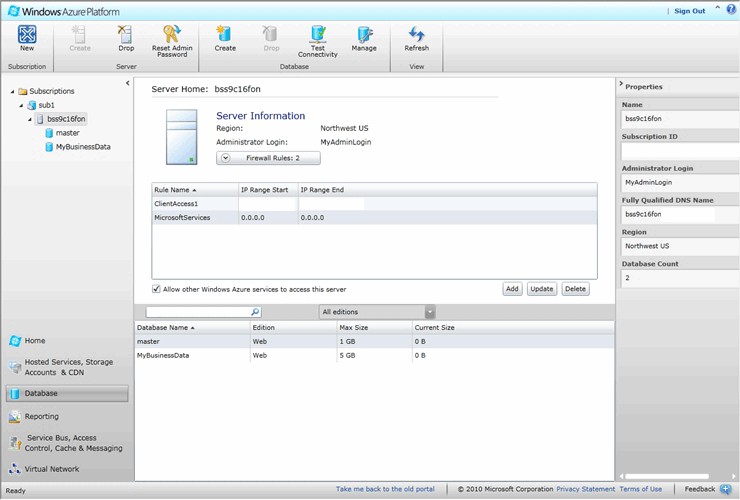 Windows Azure Platform
Sign Out
New
Create
Drop
Reset Admin
Password
Create
Drop
Test
Connectivity
Manage
Refresh
Subscription
Server
Database
View
Subscriptions
sub1
bss9c16fon
master
MyBusinessData
Home
Hosted Services, Storage
Accounts & CDN
Database
Reporting
Service Bus, Access
Control, Cache & Messaging
Virtual Network
Server Home: bss9c16fon
Server Information
Region: Northwest US
Administrator Login: MyAdminLogin
Firewall Rules: 2
Rule Name IP Range Start IP Range End
ClientAccess1
MicrosoftServices 0.0.0.0 0.0.0.0
Allow other Windows Azure services to access this server
Add Update Delete
All editions
Database Name Edition Max Size Current Size
master Web 1 GB 0 B
MyBusinessData Web 5 GB 0 B
Properties
Name
bss9c16fon
Subscription ID
Administrator Login
MyAdminLogin
Fully Qualified DNS Name
bss9c16fon
Region
Northwest US
Database Count
2
Ready
Take me back to the old portal
© 2010 Microsoft Corporation Privacy Statement Terms of Use
Feedback